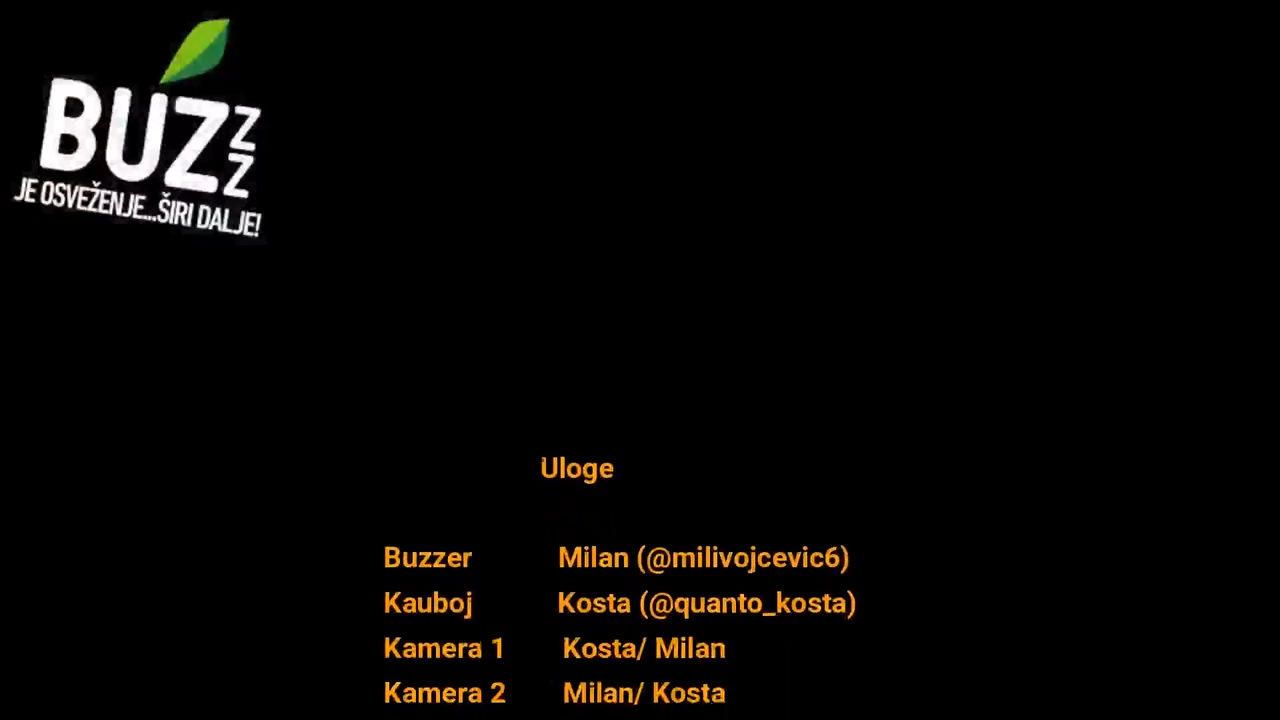 BUZZZ
JE OSVEŽENJE...ŠIRI DALJE!
Uloge
Buzzer Milan (@milivojcevic6)
Kauboj Kosta (@quanto_kosta)
Kamera 1 Kosta/ Milan
Kamera 2 Milan/ Kosta